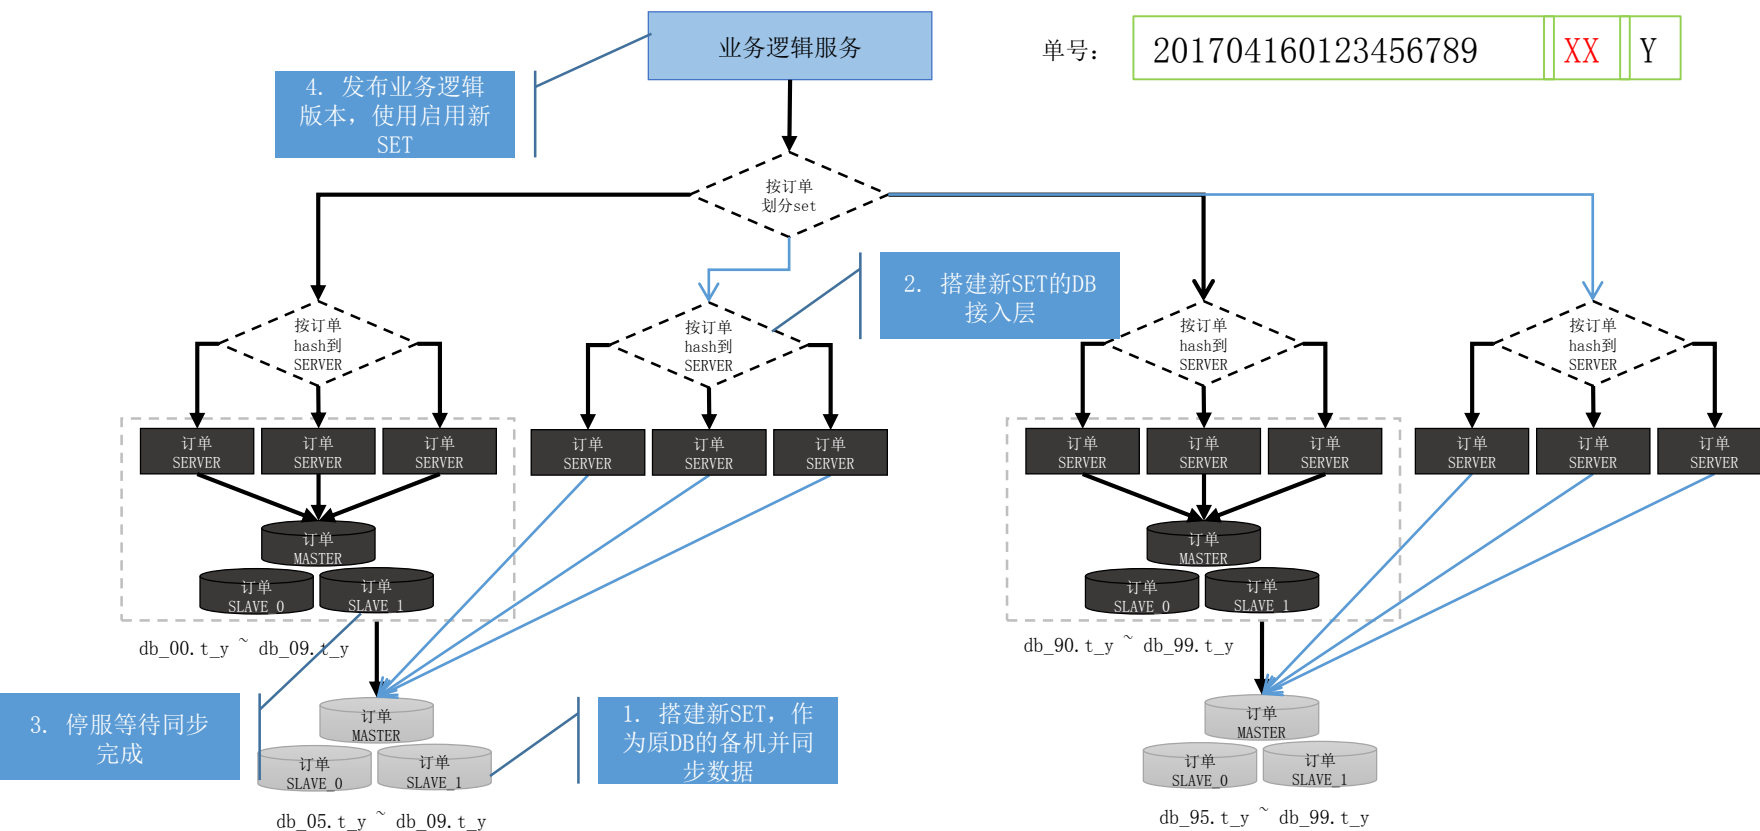 业务逻辑服务
单号：
201704160123456789
XX
Y
4. 发布业务逻辑
版本，使用启用新
SET
按订单
划分set
2. 搭建新SET的DB
接入层
按订单
hash到
SERVER
按订单
hash到
SERVER
按订单
hash到
SERVER
按订单
hash到
SERVER
订单
SERVER
订单
SERVER
订单
SERVER
订单
SERVER
订单
SERVER
订单
SERVER
订单
SERVER
订单
SERVER
订单
SERVER
订单
SERVER
订单
SERVER
订单
SERVER
订单
MASTER
订单
SLAVE_0
订单
SLAVE_1
订单
MASTER
订单
SLAVE_0
订单
SLAVE_1
db_00.t_y ~ db_09.t_y
db_90.t_y ~ db_99.t_y
3. 停服等待同步
完成
订单
MASTER
订单
SLAVE_0
订单
SLAVE_1
1. 搭建新SET，作
为原DB的备机并同
步数据
订单
MASTER
订单
SLAVE_0
订单
SLAVE_1
db_05.t_y ~ db_09.t_y
db_95.t_y ~ db_99.t_y